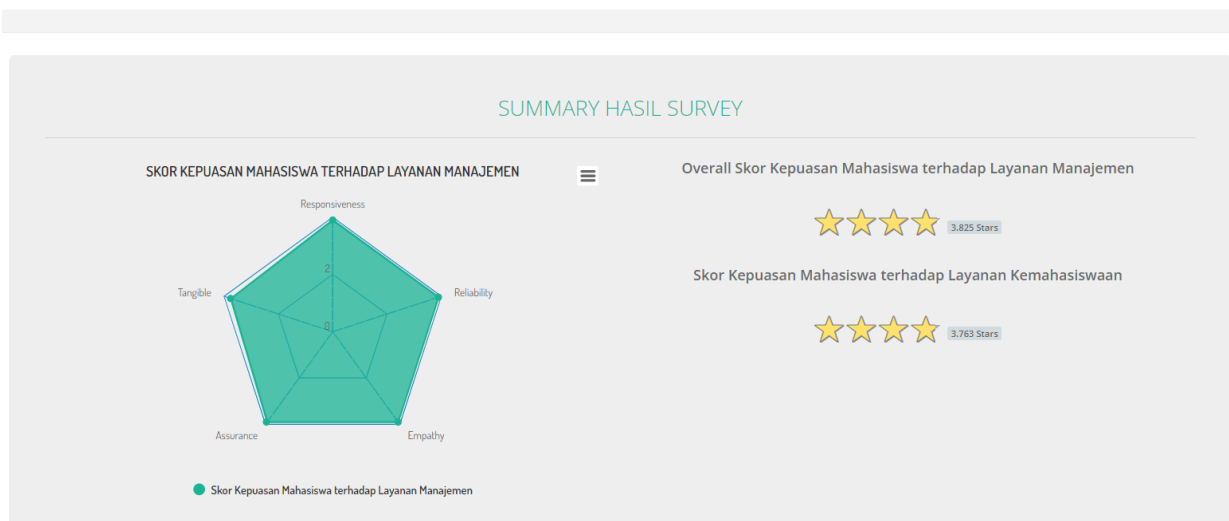 SUMMARY HASIL SURVEY
SKOR KEPUASAN MAHASISWA TERHADAP LAYANAN MANAJEMEN
Responsiveness
2
Tangible
Reliability
0
Assurance
Empathy
Skor Kepuasan Mahasiswa terhadap Layanan Manajemen
Overall Skor Kepuasan Mahasiswa terhadap Layanan Manajemen
3.825 Stars
Skor Kepuasan Mahasiswa terhadap Layanan Kemahasiswaan
3.763 Stars